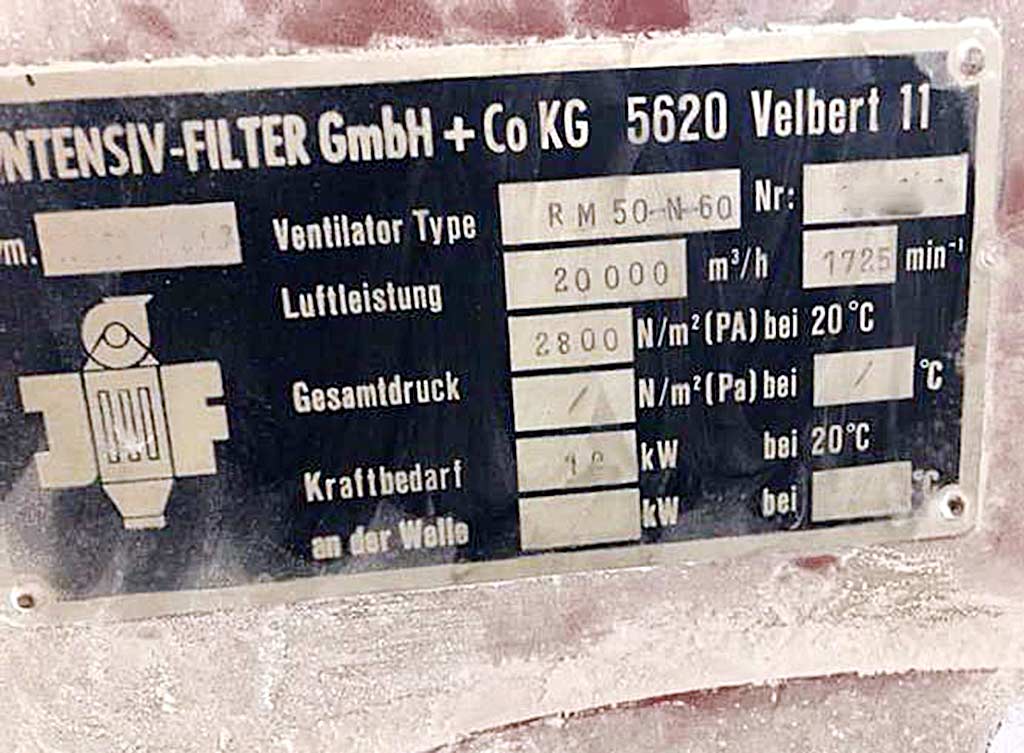 INTENSIV-FILTER GmbH + Co KG 5620 Velbert 11
Ventilator Type RM 50-N-60 Nr:
Luftleistung 20000 m³/h 1725 min⁻¹
2800 N/m² (PA) bei 20°C
Gesamtdruck / N/m² (Pa) bei / °C
Kraftbedarf kW bei 20°C
an der Welle kW bei °C